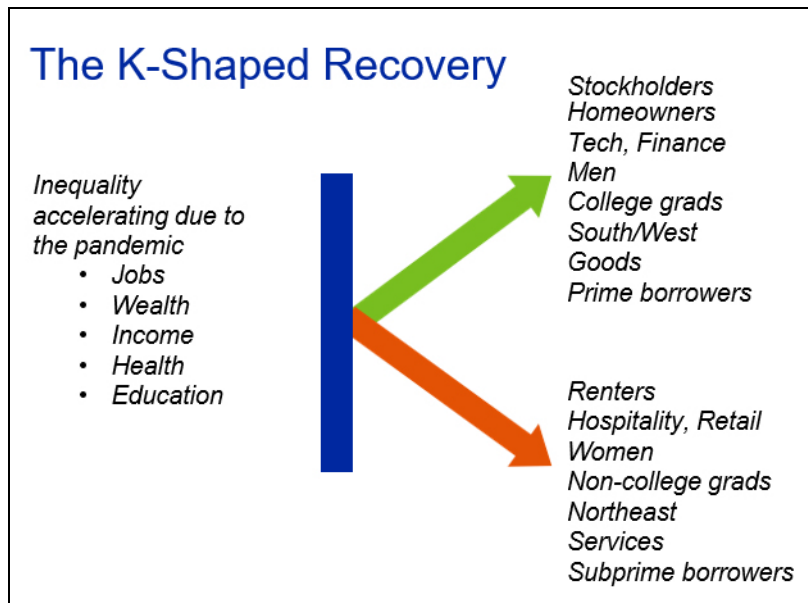 The K-Shaped Recovery
Inequality
accelerating due to
the pandemic
• Jobs
• Wealth
• Income
• Health
• Education
Stockholders
Homeowners
Tech, Finance
Men
College grads
South/West
Goods
Prime borrowers
Renters
Hospitality, Retail
Women
Non-college grads
Northeast
Services
Subprime borrowers